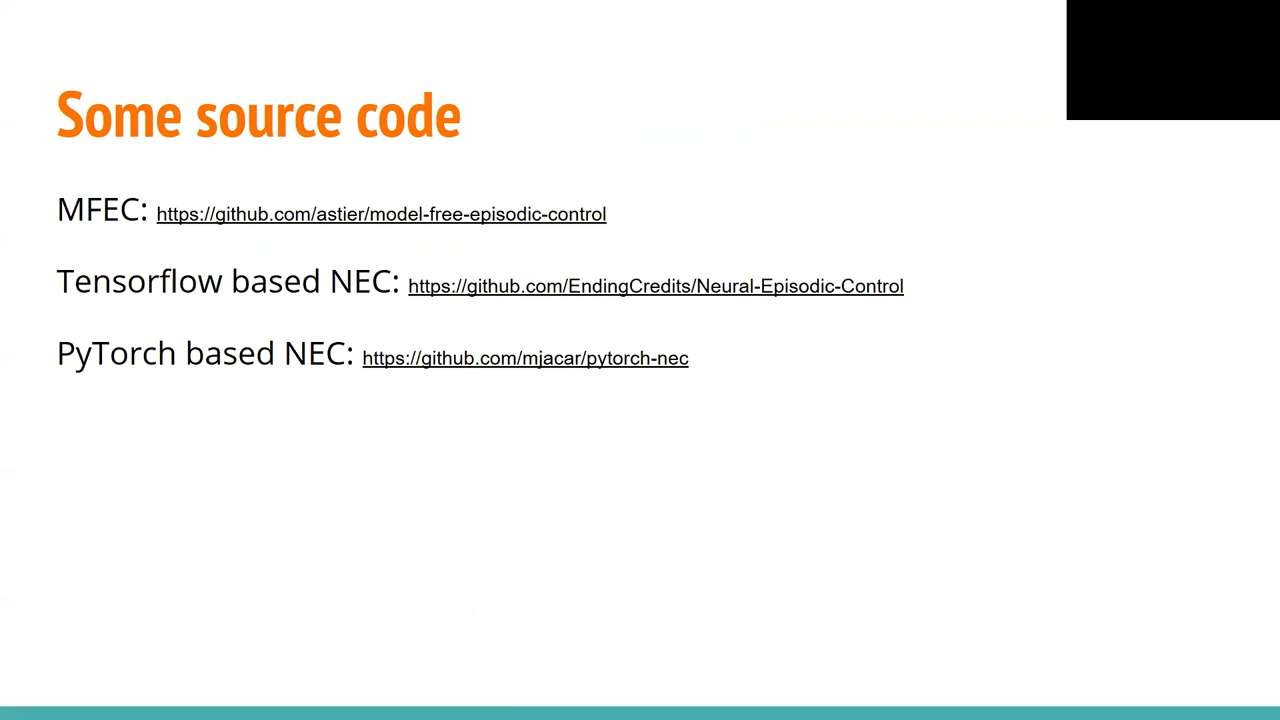 Some source code
MFEC: https://github.com/astier/model-free-episodic-control
Tensorflow based NEC: https://github.com/EndingCredits/Neural-Episodic-Control
PyTorch based NEC: https://github.com/mjacar/pytorch-nec